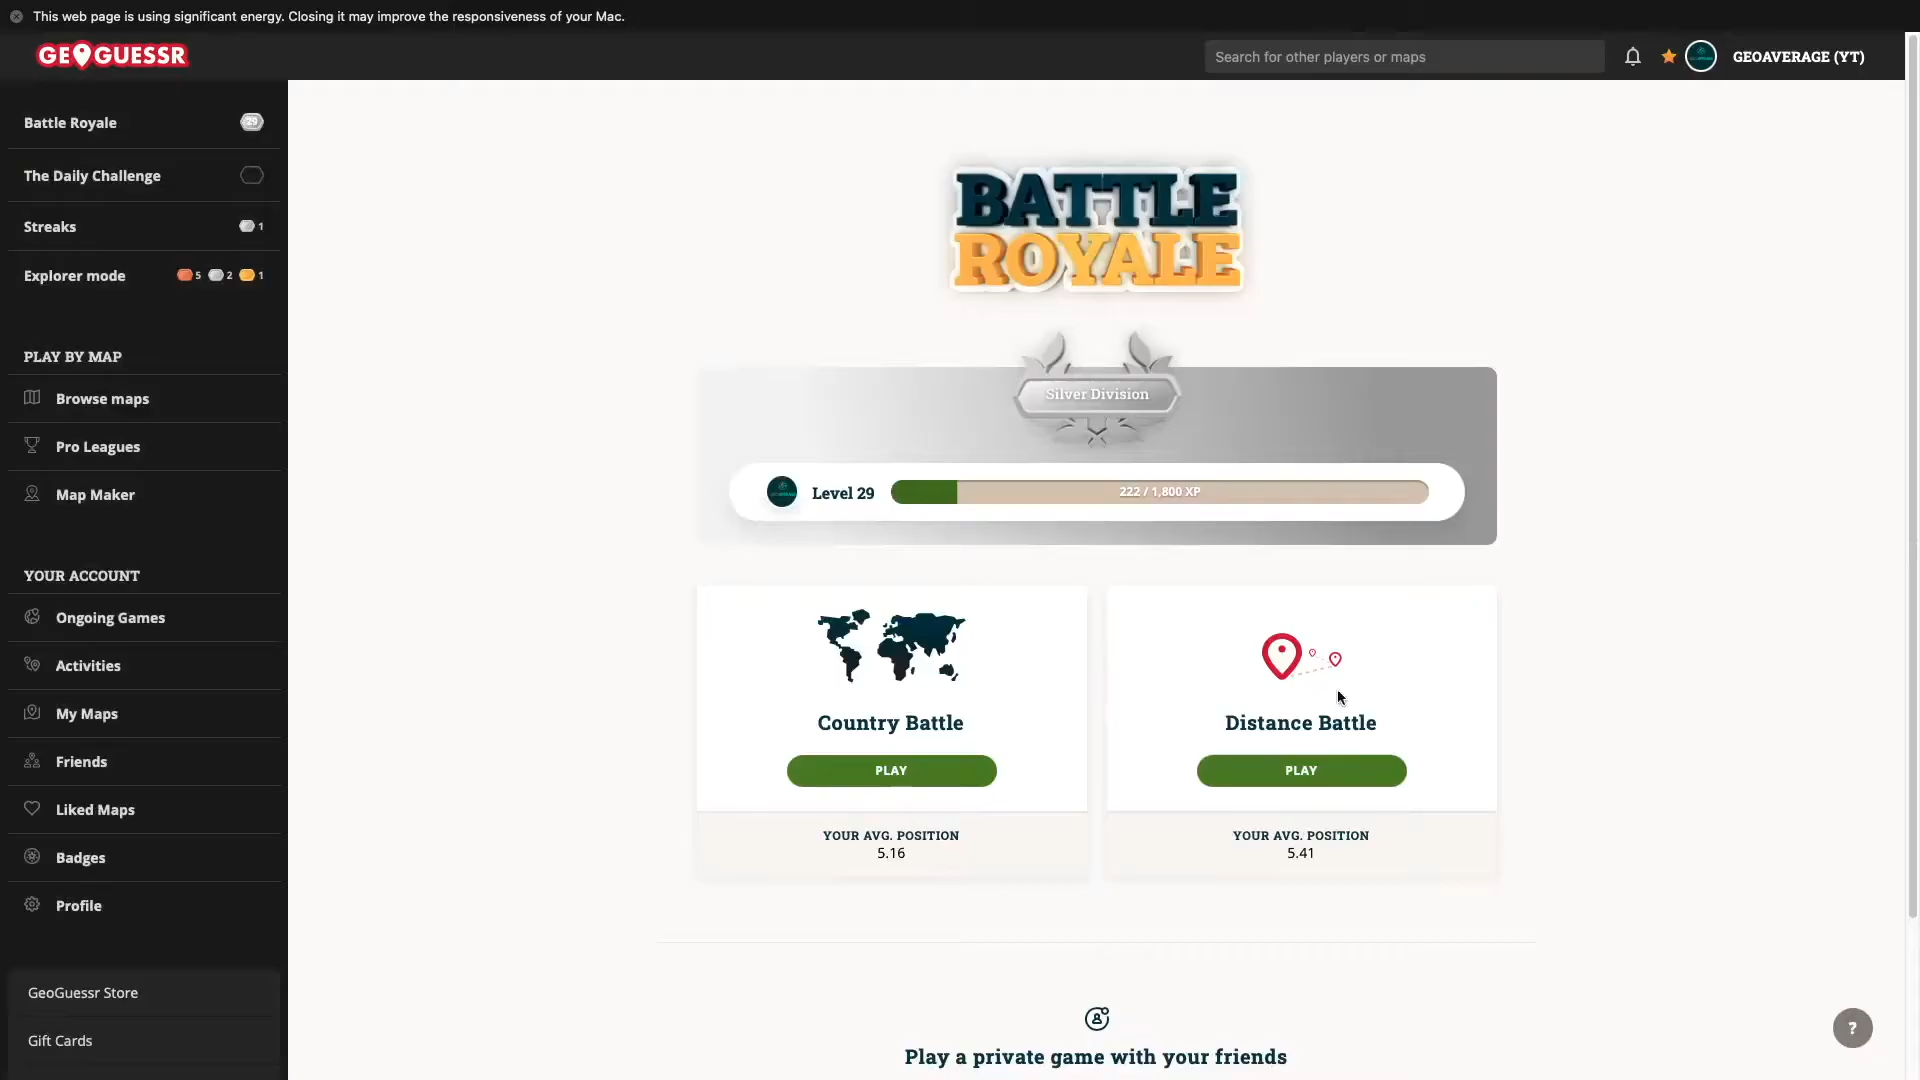 This web page is using significant energy. Closing it may improve the responsiveness of your Mac.
GEOGUESSR
Search for other players or maps
GEOAVERAGE (YT)
Battle Royale
29
The Daily Challenge
Streaks
1
Explorer mode
5
2
1
PLAY BY MAP
Browse maps
Pro Leagues
Map Maker
YOUR ACCOUNT
Ongoing Games
Activities
My Maps
Friends
Liked Maps
Badges
Profile
GeoGuessr Store
Gift Cards
BATTLE
ROYALE
Silver Division
Level 29
222 / 1,800 XP
Country Battle
PLAY
YOUR AVG. POSITION
5.16
Distance Battle
PLAY
YOUR AVG. POSITION
5.41
Play a private game with your friends
?